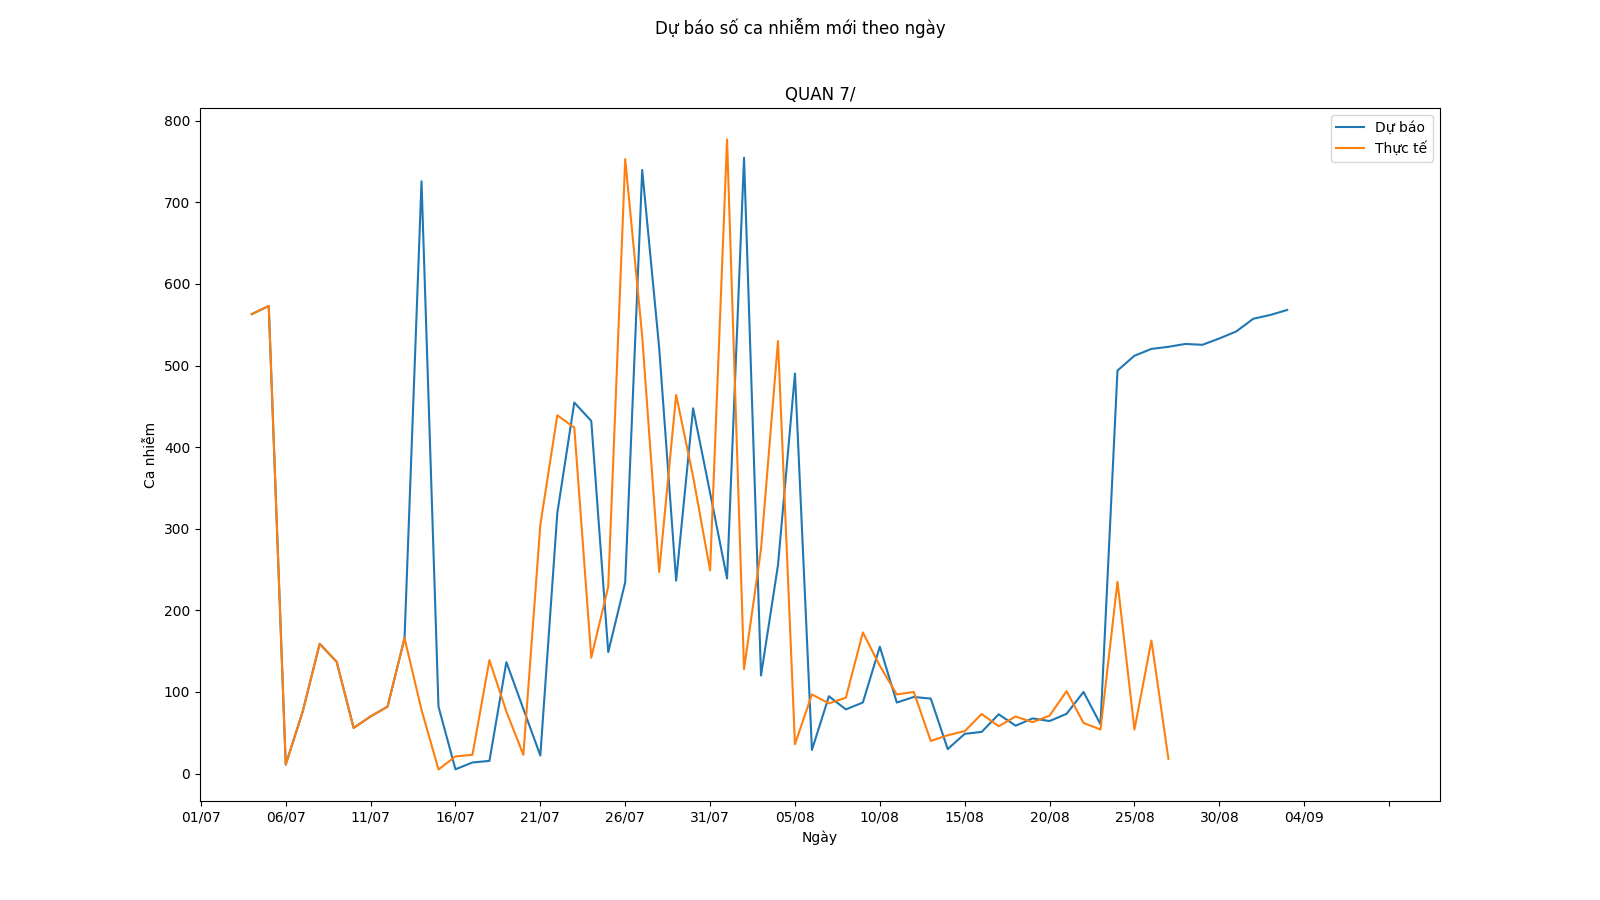 Dự báo số ca nhiễm mới theo ngày
QUAN 7/
Dự báo
Thực tế
800
700
600
500
400
300
200
100
0
Ca nhiễm
01/07 06/07 11/07 16/07 21/07 26/07 31/07 05/08 10/08 15/08 20/08 25/08 30/08 04/09
Ngày